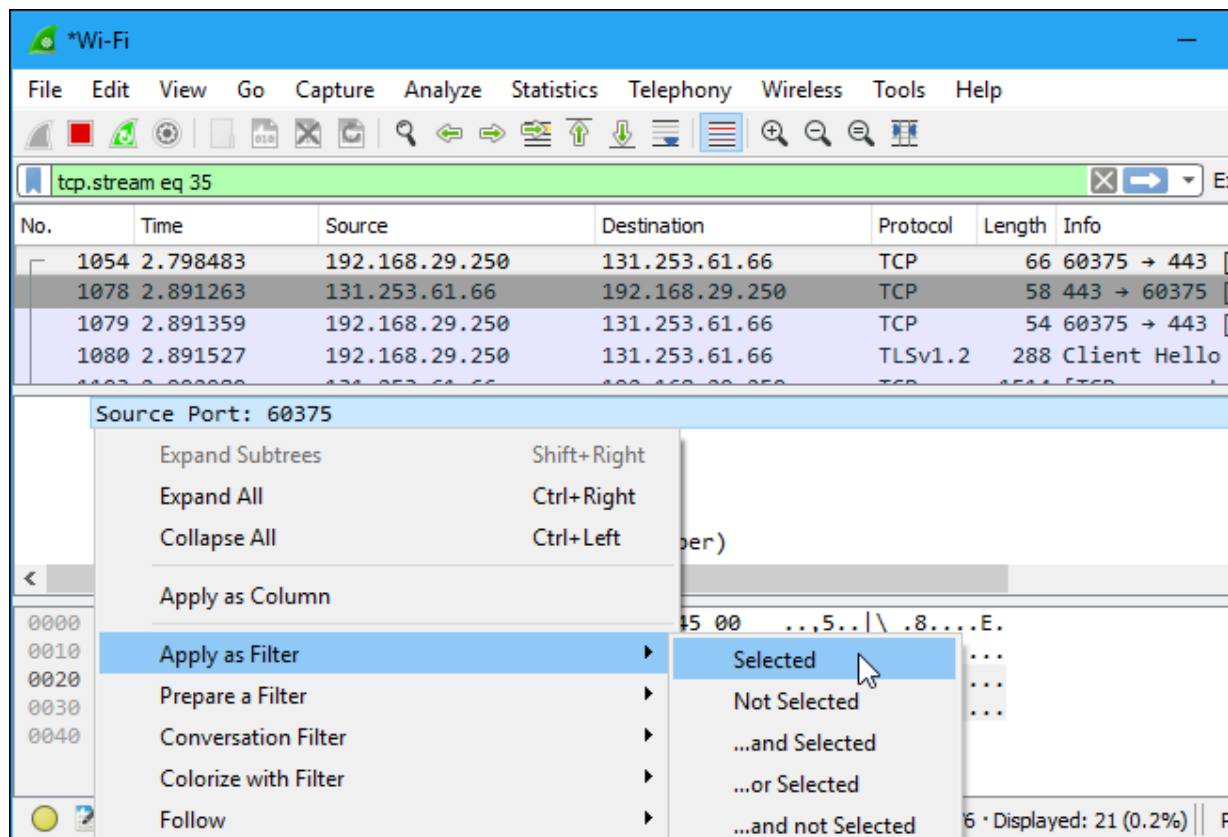 *Wi-Fi
File Edit View Go Capture Analyze Statistics Telephony Wireless Tools Help
tcp.stream eq 35
No. Time Source Destination Protocol Length Info
1054 2.798483 192.168.29.250 131.253.61.66 TCP 66 60375 → 443 [
1078 2.891263 131.253.61.66 192.168.29.250 TCP 58 443 → 60375 [
1079 2.891359 192.168.29.250 131.253.61.66 TCP 54 60375 → 443 [
1080 2.891527 192.168.29.250 131.253.61.66 TLSv1.2 288 Client Hello
Source Port: 60375
Expand Subtrees Shift+Right
Expand All Ctrl+Right
Collapse All Ctrl+Left
ber)
Apply as Column
0000 45 00 ..,5..|\ .8....E.
0010 ...
Apply as Filter
Selected
0020 ...
Prepare a Filter
Not Selected
0030 ...
0040
Conversation Filter
...and Selected
Colorize with Filter
...or Selected
Follow
...and not Selected
6 · Displayed: 21 (0.2%)